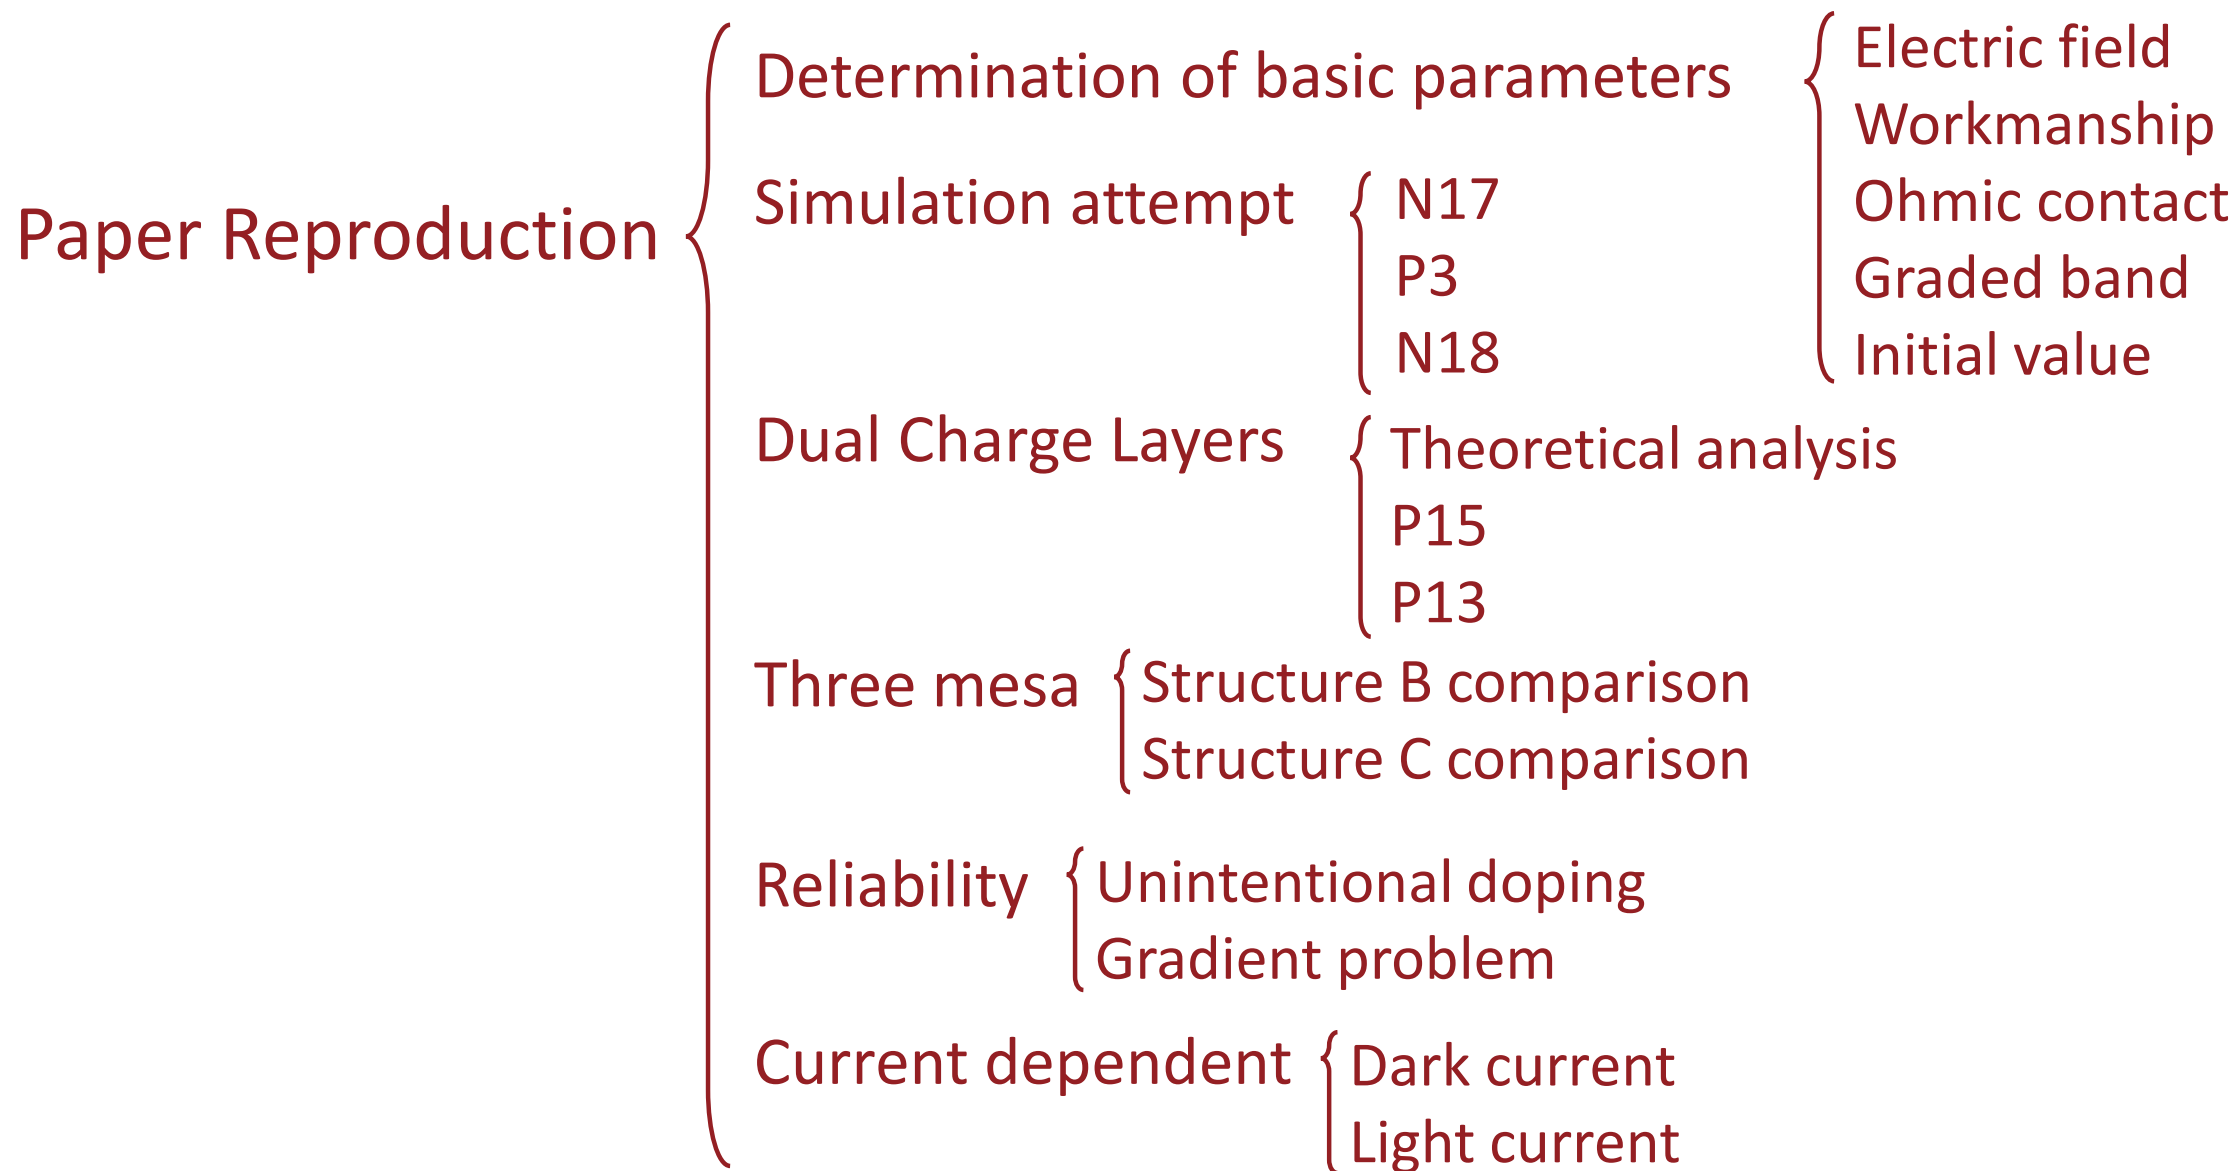 Paper Reproduction
Determination of basic parameters
Electric field
Workmanship
Ohmic contact
Graded band
Initial value
Simulation attempt
N17
P3
N18
Dual Charge Layers
Theoretical analysis
P15
P13
Three mesa
Structure B comparison
Structure C comparison
Reliability
Unintentional doping
Gradient problem
Current dependent
Dark current
Light current